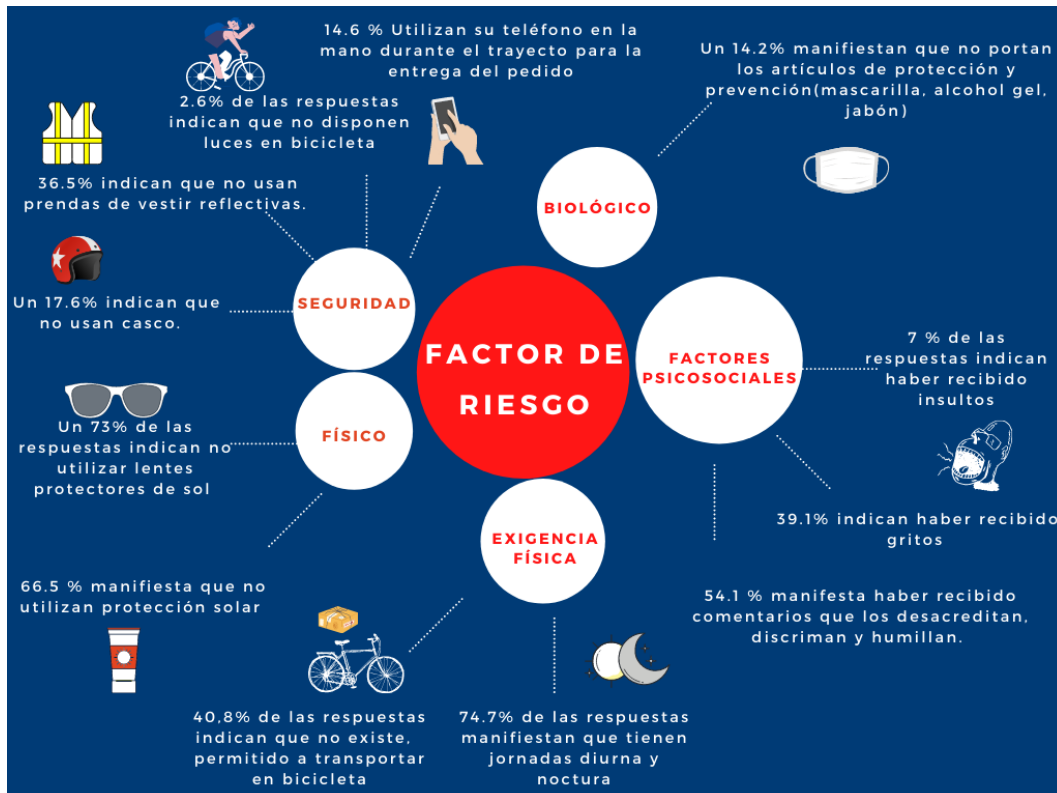 14.6 % Utilizan su teléfono en la
mano durante el trayecto para la
entrega del pedido
2.6% de las respuestas
indican que no disponen
luces en bicicleta
36.5% indican que no usan
prendas de vestir reflectivas.
Un 17.6% indican que
no usan casco.
SEGURIDAD
Un 14.2% manifiestan que no portan
los artículos de protección y
prevención(mascarilla, alcohol gel,
jabón)
BIOLÓGICO
FACTOR DE
RIESGO
FACTORES
PSICOSOCIALES
7 % de las
respuestas indican
haber recibido
insultos
39.1% indican haber recibido
gritos
54.1 % manifesta haber recibido
comentarios que los desacreditan,
discriman y humillan.
FÍSICO
Un 73% de las
respuestas indican no
utilizar lentes
protectores de sol
66.5 % manifiesta que no
utilizan protección solar
EXIGENCIA
FÍSICA
40,8% de las respuestas
indican que no existe,
permitido a transportar
en bicicleta
74.7% de las respuestas
manifiestan que tienen
jornadas diurna y
noctura